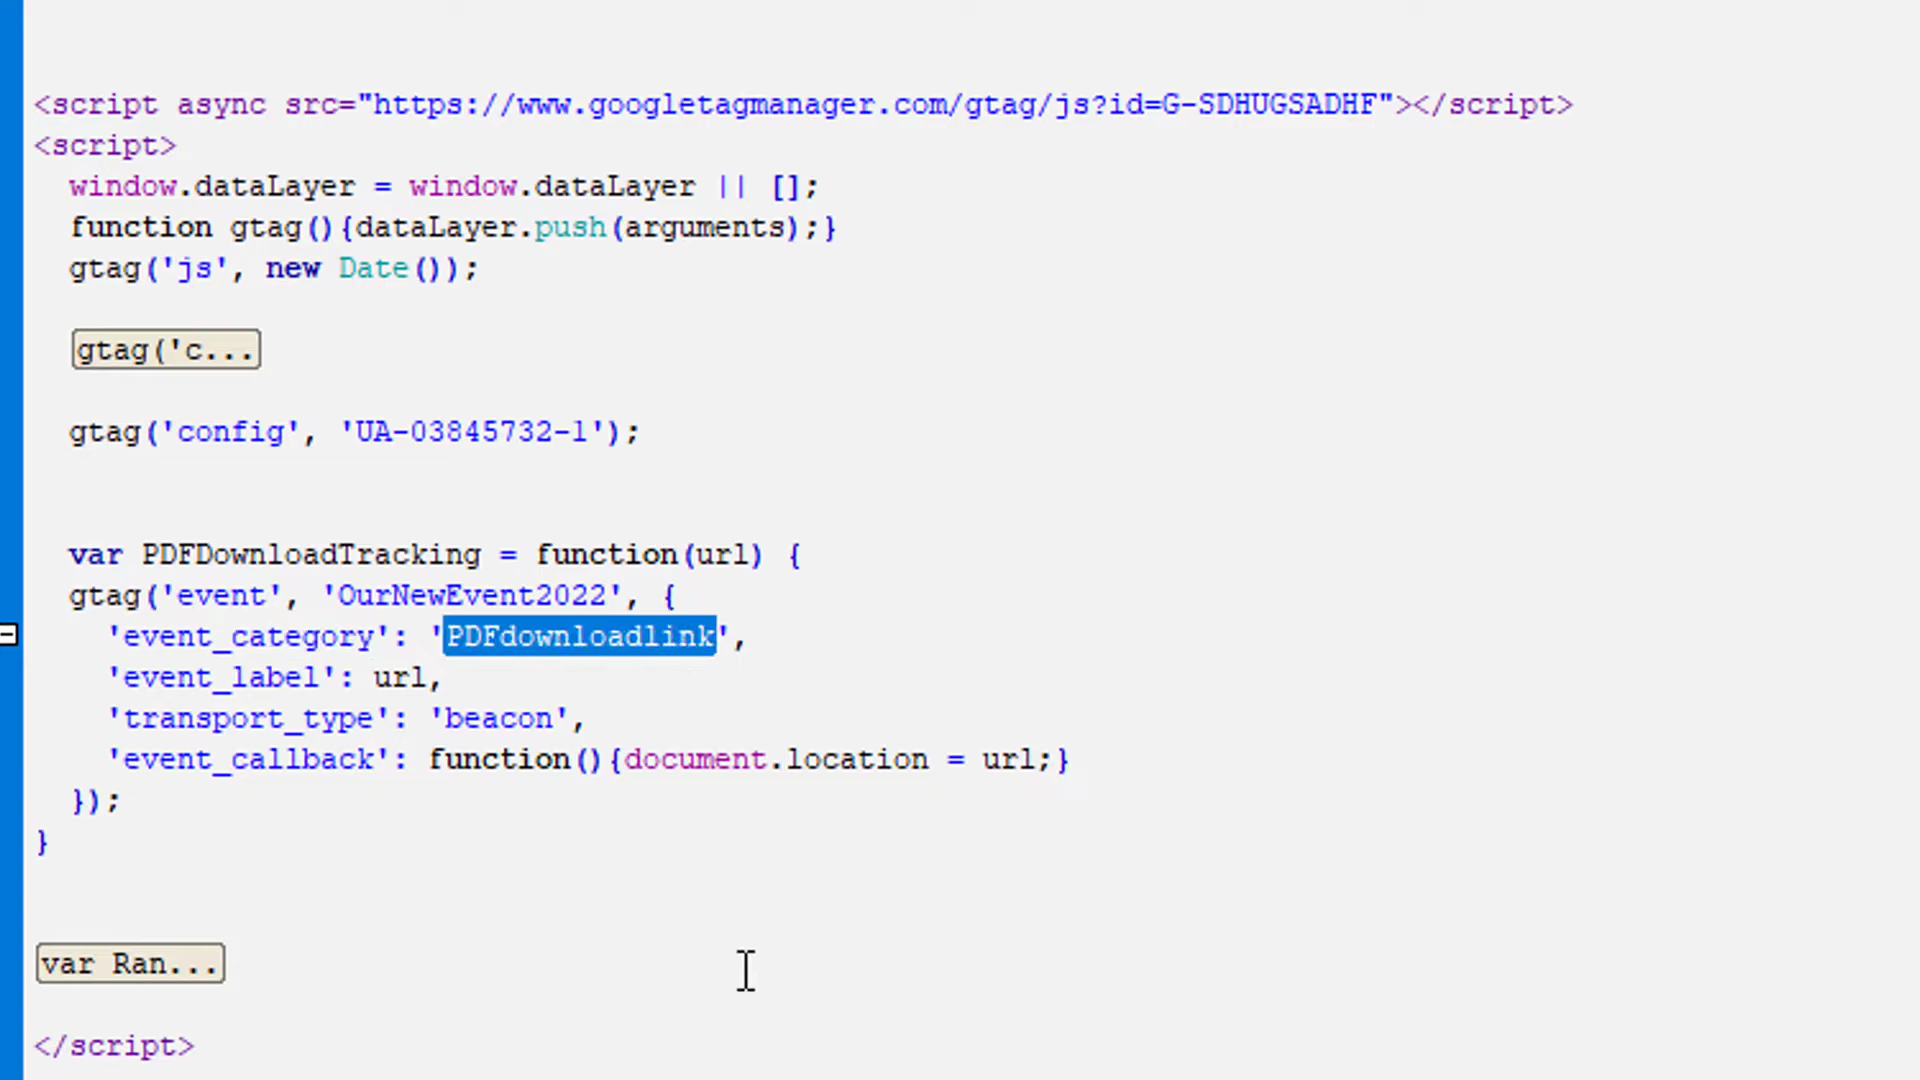 <script async src="https://www.googletagmanager.com/gtag/js?id=G-SDHUGSADHF"></script>
<script>
window.dataLayer = window.dataLayer || [];
function gtag(){dataLayer.push(arguments);}
gtag('js', new Date());
gtag('c...
gtag('config', 'UA-03845732-1');
var PDFDownloadTracking = function(url) {
gtag('event', 'OurNewEvent2022', {
'event_category': 'PDFdownloadlink',
'event_label': url,
'transport_type': 'beacon',
'event_callback': function(){document.location = url;}
});
}
var Ran...
</script>